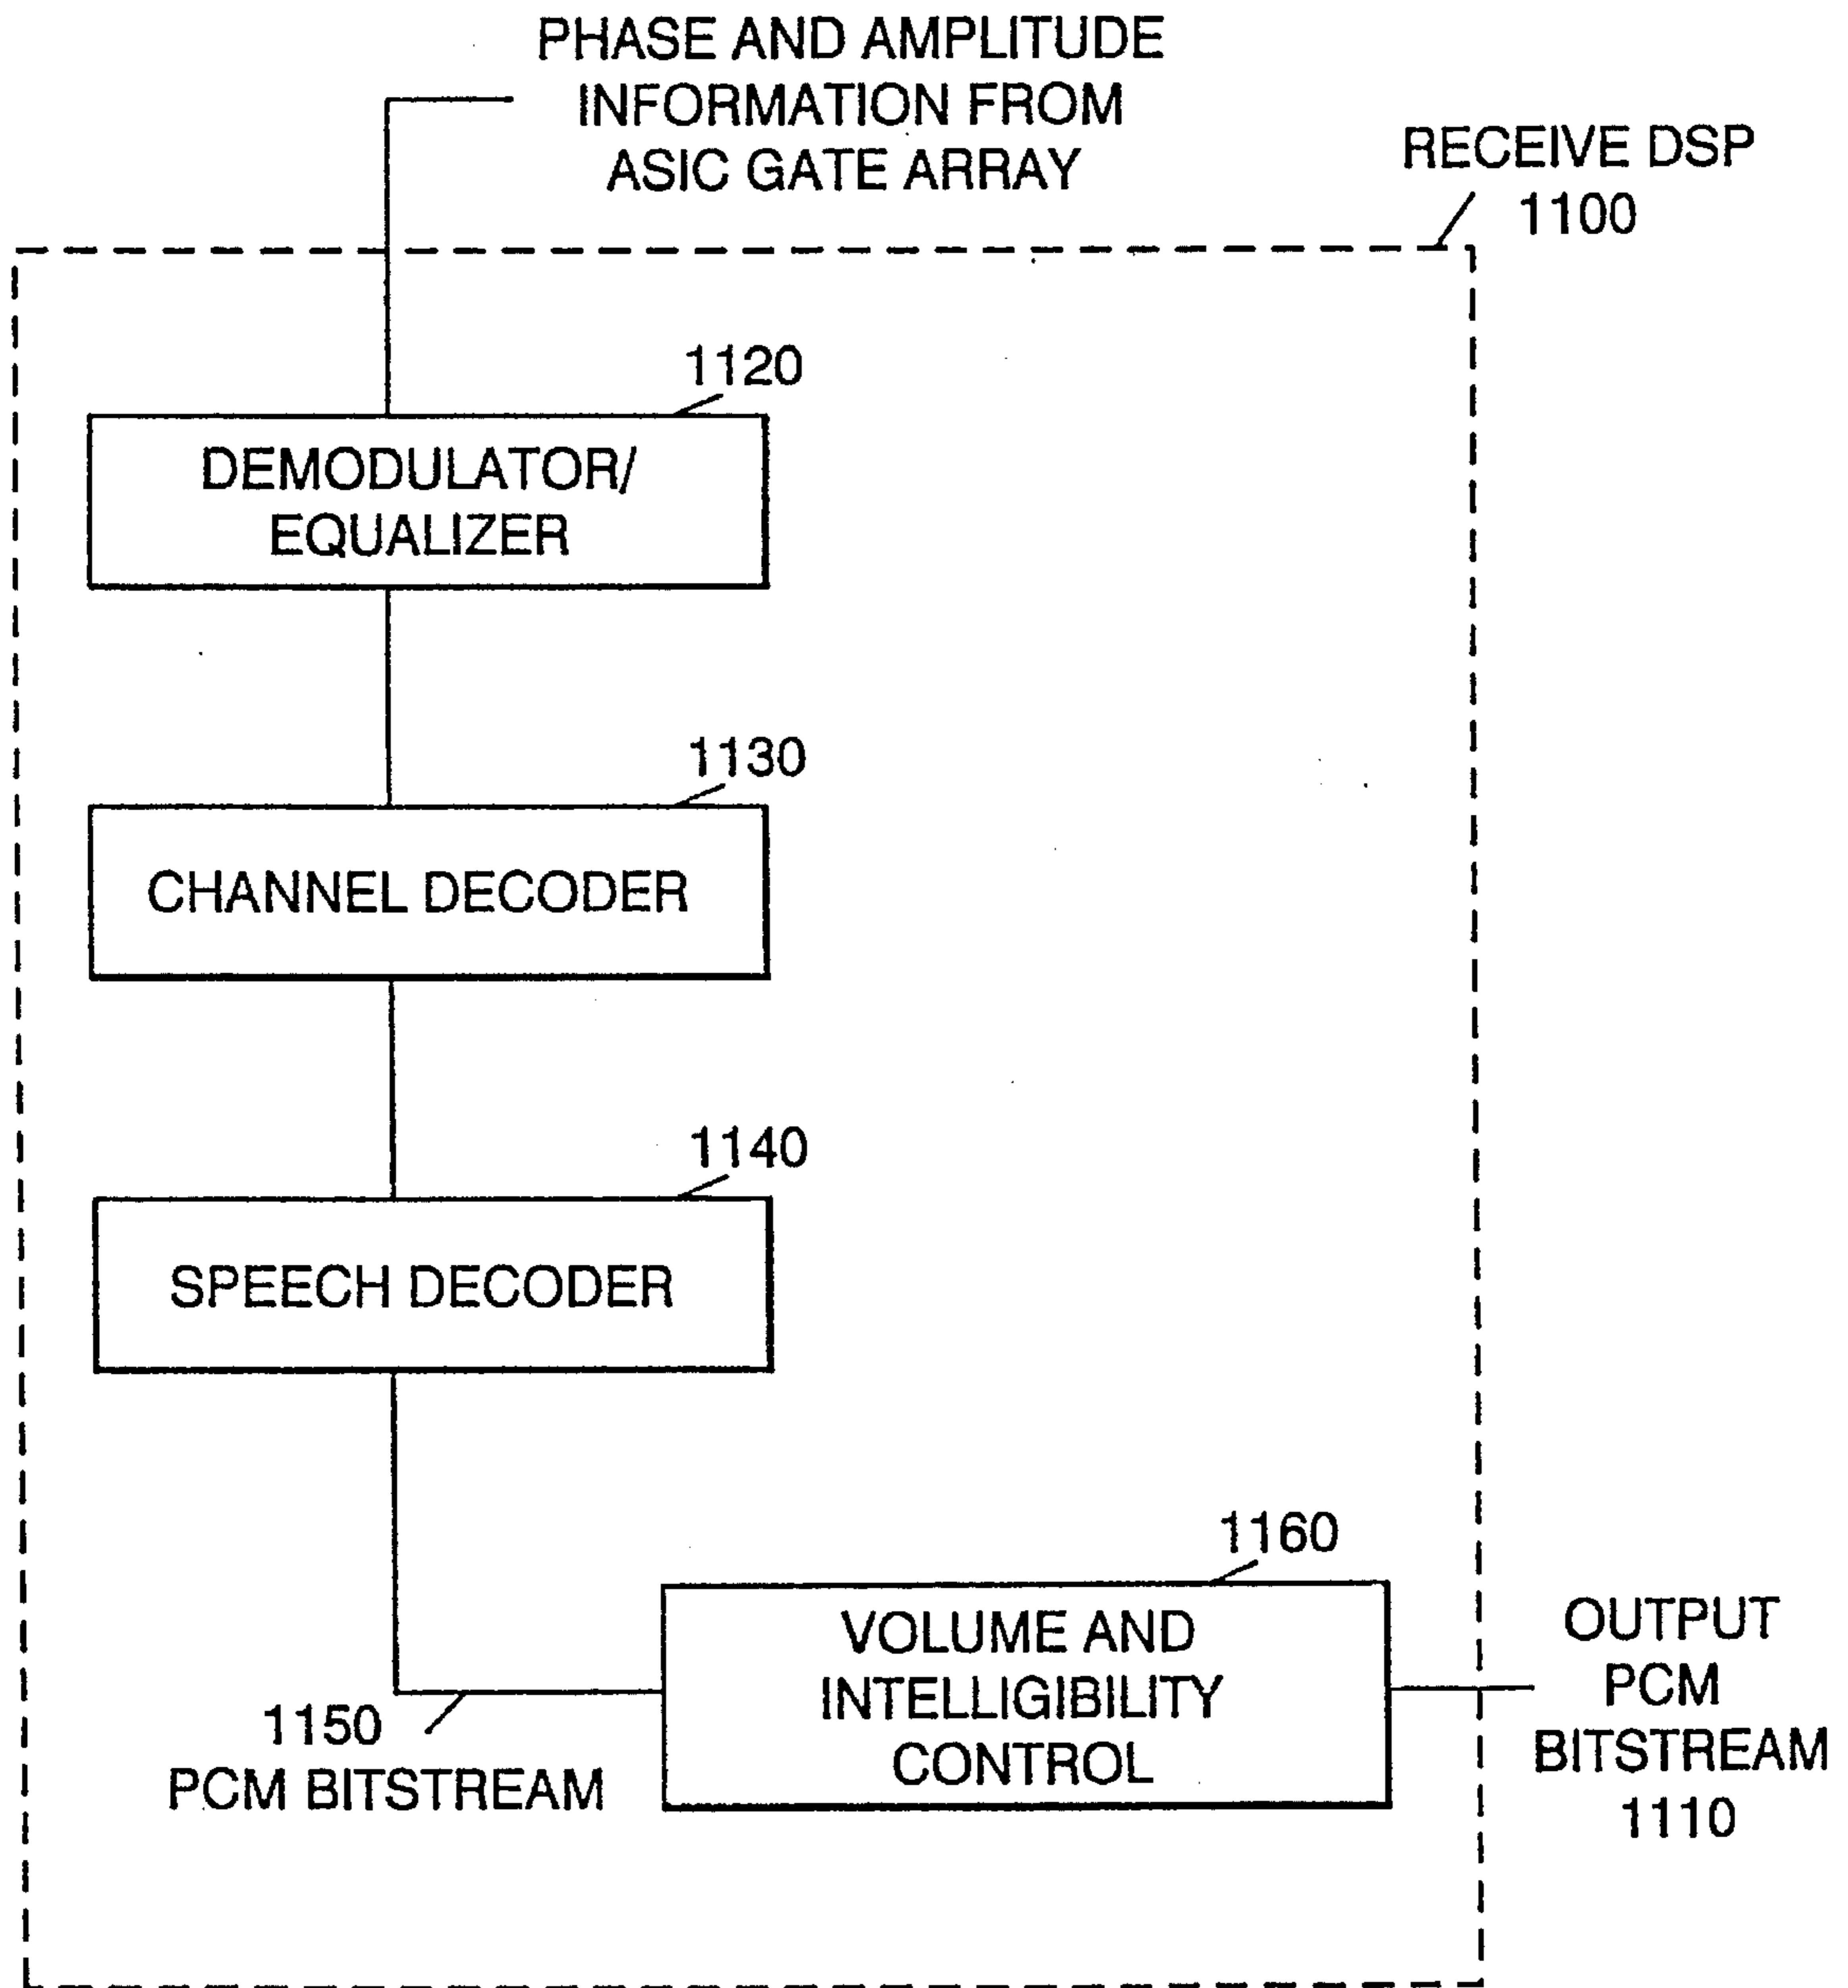 PHASE AND AMPLITUDE
INFORMATION FROM
ASIC GATE ARRAY
RECEIVE DSP
1100
1120
DEMODULATOR/
EQUALIZER
1130
CHANNEL DECODER
1140
SPEECH DECODER
1160
VOLUME AND
INTELLIGIBILITY
CONTROL
1150
PCM BITSTREAM
OUTPUT
PCM
BITSTREAM
1110